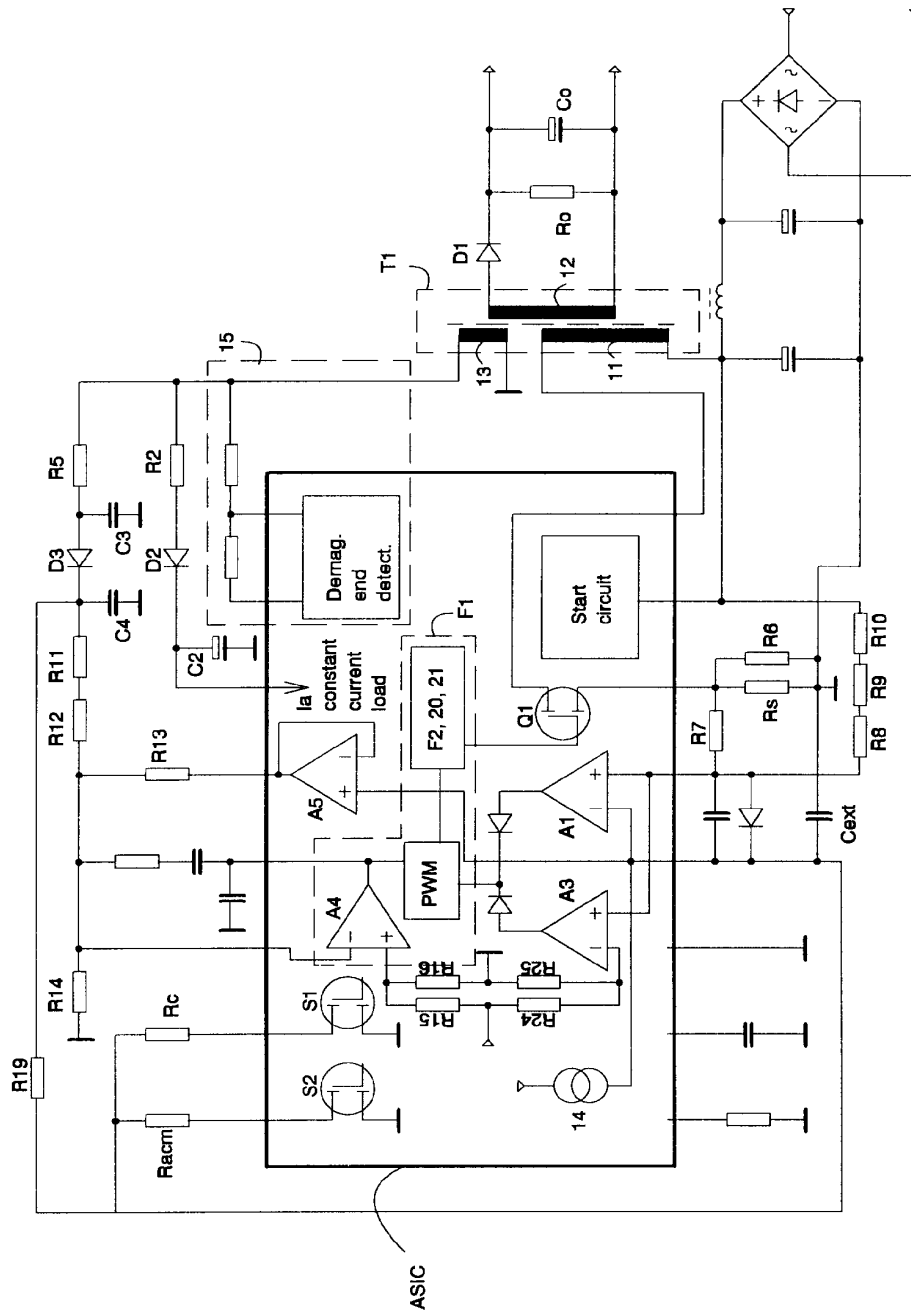 R19
R14
R13
R12
R11
D3
R5
C4
C3
D2
R2
C2
15
Racm
Rc
S2
S1
A4
A5
Ia constant
current
load
Demag.
end
detect.
F1
PWM
F2, 20, 21
R15
R16
R24
R25
A3
A1
Q1
Start
circuit
14
ASIC
T1
13
11
12
D1
Ro
Co
R7
Rs
R6
Cext
R8
R9
R10
+
−
+
−
+
−
+
−
+
−
~
~